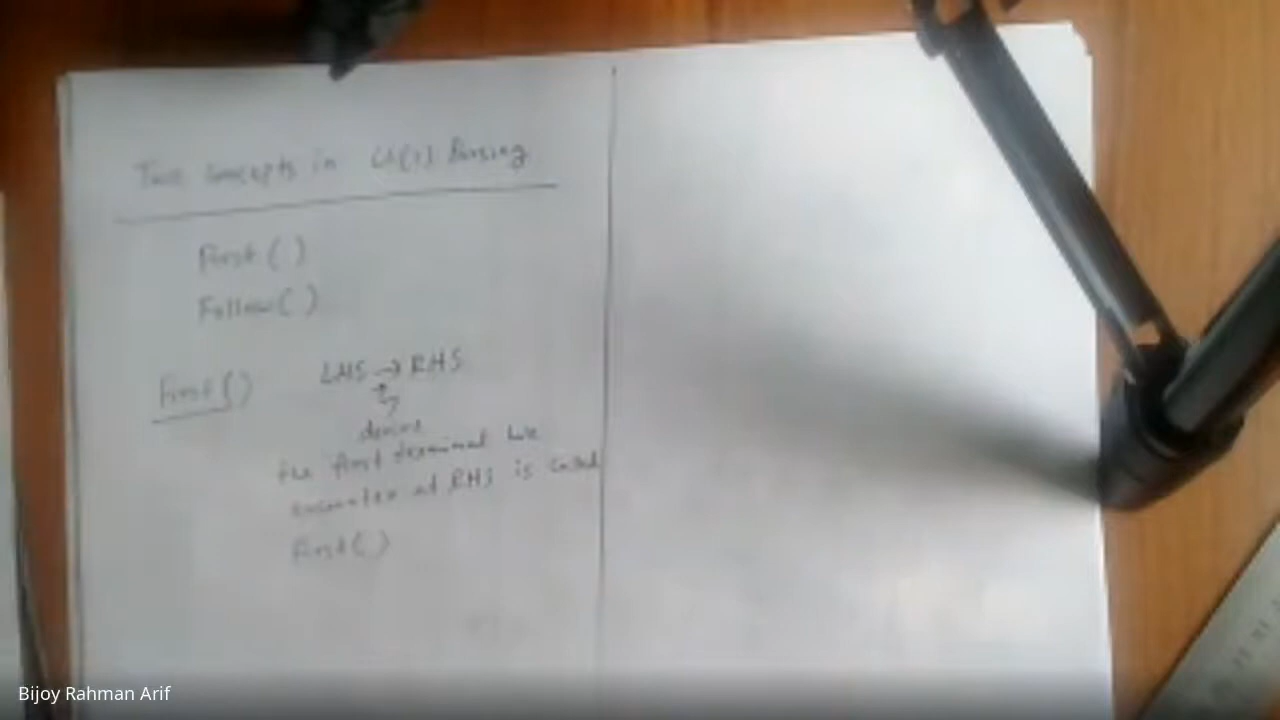 Two concepts in LL(1) Parsing
First ( )
Follow ( )
First ( )
LHS → RHS
derive
the first terminal we
encounter at RHS is called
First ( )
Bijoy Rahman Arif